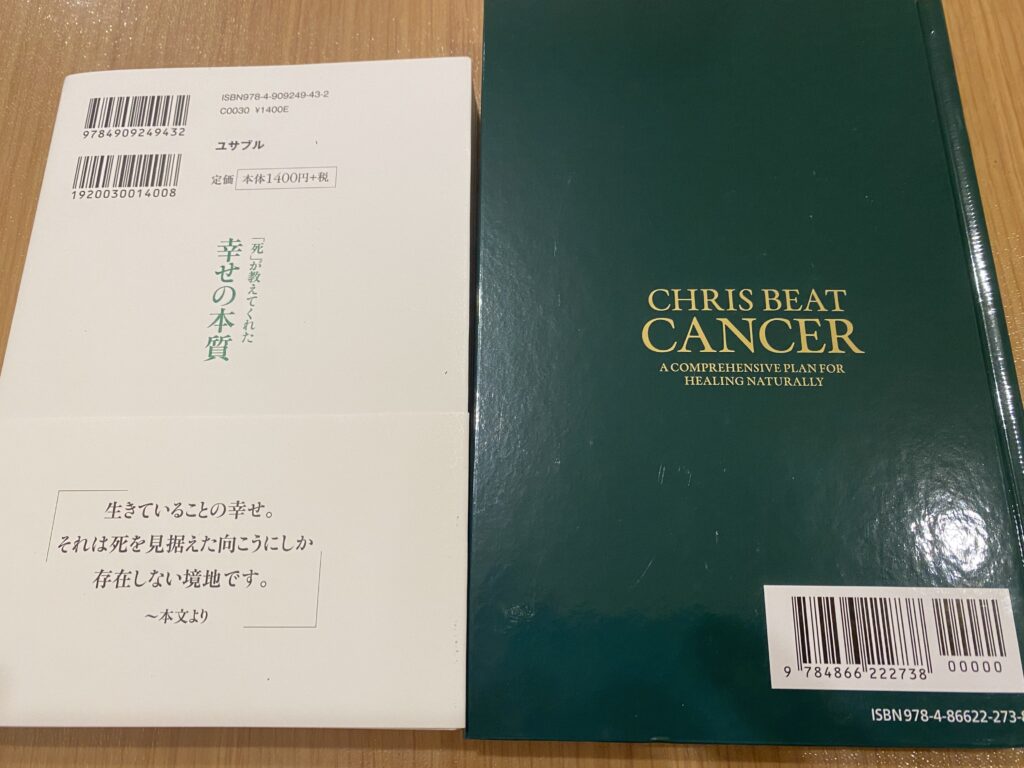 ISBN978-4-909249-43-2
C0030 ¥1400E
9784909249432
ユサブル
1920030014008
定価 本体1400円+税
「死」が教えてくれた
幸せの本質
生きていることの幸せ。
それは死を見据えた向こうにしか
存在しない境地です。
～本文より
CHRIS BEAT
CANCER
A COMPREHENSIVE PLAN FOR
HEALING NATURALLY
9 784866 222738
00000
ISBN978-4-86622-273-8